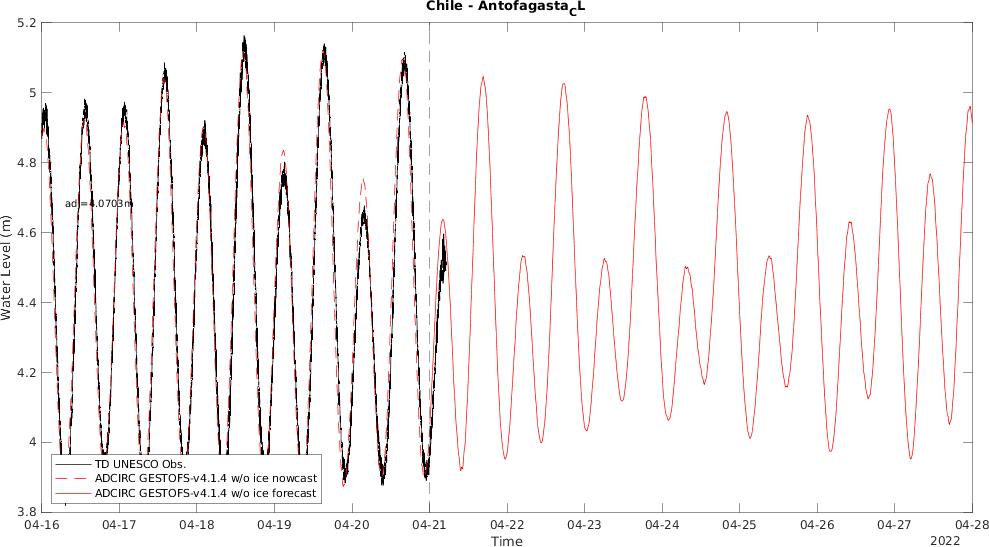 Chile - Antofagasta_CL
5.2
5
4.8
4.6
4.4
4.2
4
3.8
Water Level (m)
adj=4.0703m
TD UNESCO Obs.
ADCIRC GESTOFS-v4.1.4 w/o ice nowcast
ADCIRC GESTOFS-v4.1.4 w/o ice forecast
04-16 04-17 04-18 04-19 04-20 04-21 04-22 04-23 04-24 04-25 04-26 04-27 04-28
Time
2022